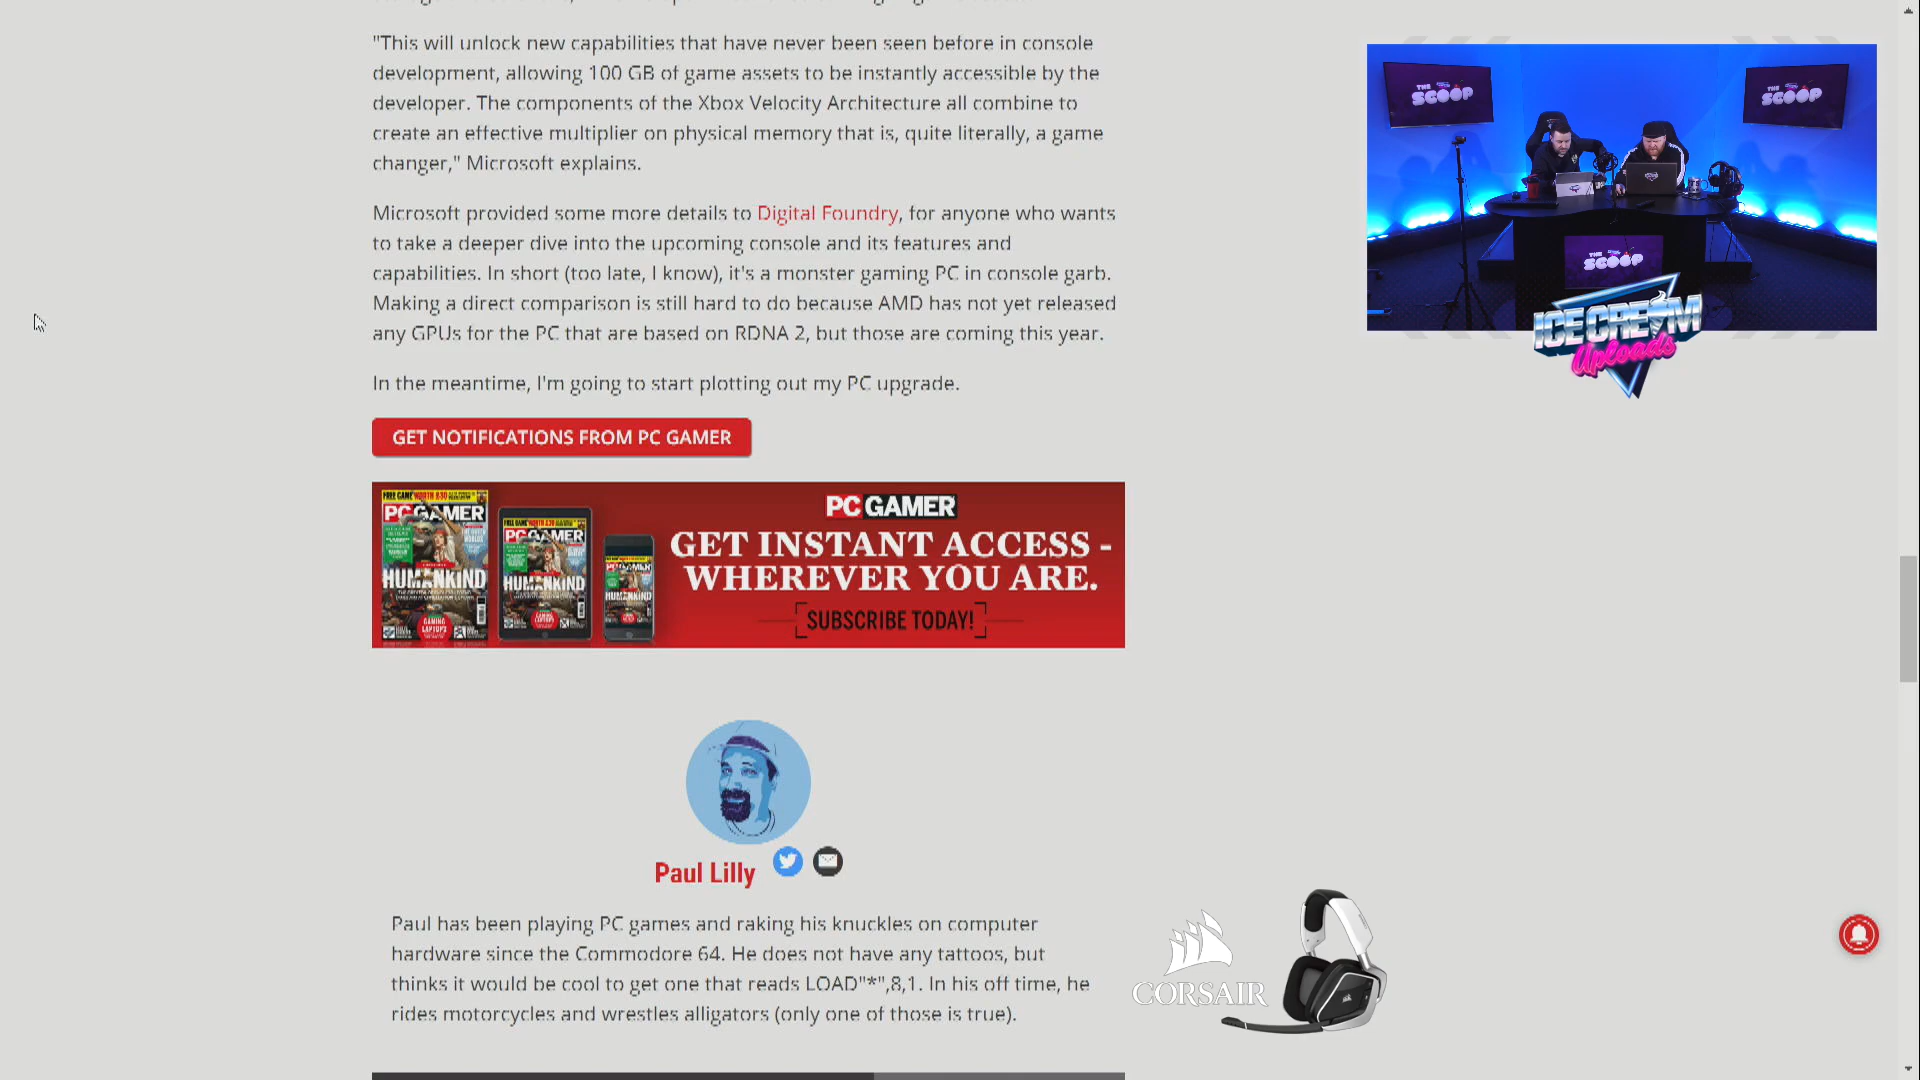 "This will unlock new capabilities that have never been seen before in console
development, allowing 100 GB of game assets to be instantly accessible by the
developer. The components of the Xbox Velocity Architecture all combine to
create an effective multiplier on physical memory that is, quite literally, a game
changer," Microsoft explains.
Microsoft provided some more details to Digital Foundry, for anyone who wants
to take a deeper dive into the upcoming console and its features and
capabilities. In short (too late, I know), it's a monster gaming PC in console garb.
Making a direct comparison is still hard to do because AMD has not yet released
any GPUs for the PC that are based on RDNA 2, but those are coming this year.
In the meantime, I'm going to start plotting out my PC upgrade.
GET NOTIFICATIONS FROM PC GAMER
FREE GAME WORTH £30
PC GAMER
HUMANKIND
GAMING
LAPTOPS
PC GAMER
HUMANKIND
HUMANKIND
PC GAMER
GET INSTANT ACCESS -
WHEREVER YOU ARE.
SUBSCRIBE TODAY!
Paul Lilly
Paul has been playing PC games and raking his knuckles on computer
hardware since the Commodore 64. He does not have any tattoos, but
thinks it would be cool to get one that reads LOAD"*",8,1. In his off time, he
rides motorcycles and wrestles alligators (only one of those is true).
THE
SCOOP
THE
SCOOP
THE
SCOOP
ICE CREAM
Uploads
CORSAIR